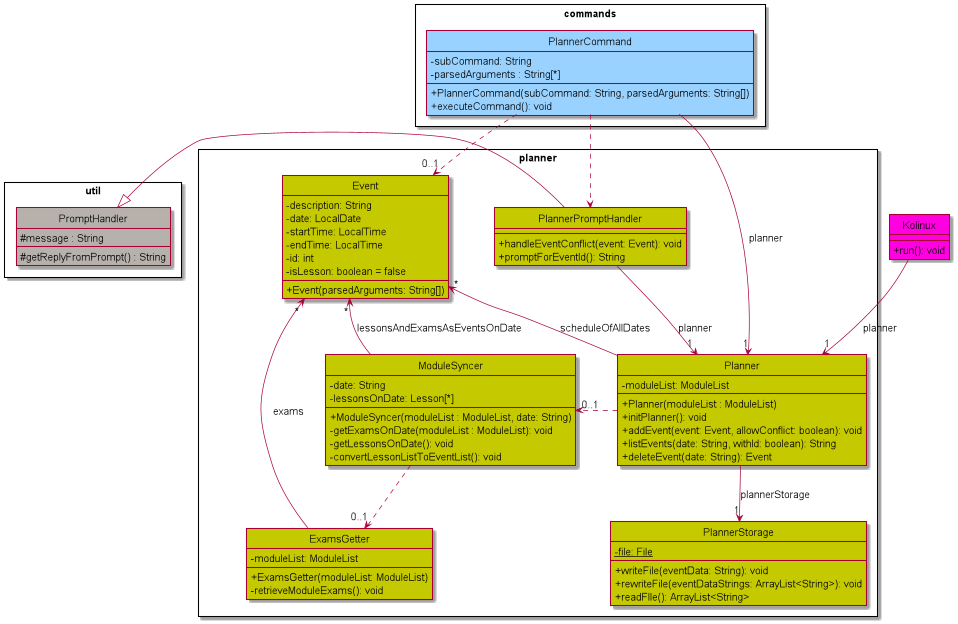 commands
PlannerCommand
-subCommand: String
-parsedArguments : String[*]
+PlannerCommand(subCommand: String, parsedArguments: String[])
+executeCommand(): void
planner
util
PromptHandler
#message : String
#getReplyFromPrompt() : String
0..1
Event
-description: String
-date: LocalDate
-startTime: LocalTime
-endTime: LocalTime
-id: int
-isLesson: boolean = false
+Event(parsedArguments: String[])
PlannerPromptHandler
+handleEventConflict(event: Event): void
+promptForEventId(): String
planner
Kolinux
+run(): void
*
*
*
lessonsAndExamsAsEventsOnDate
scheduleOfAllDates
planner
planner
1
1
1
ModuleSyncer
-date: String
-lessonsOnDate: Lesson[*]
+ModuleSyncer(moduleList : ModuleList, date: String)
-getExamsOnDate(moduleList : ModuleList): void
-getLessonsOnDate(): void
-convertLessonListToEventList(): void
0..1
Planner
-moduleList: ModuleList
+Planner(moduleList : ModuleList)
+initPlanner(): void
+addEvent(event: Event, allowConflict: boolean): void
+listEvents(date: String, withId: boolean): String
+deleteEvent(date: String): Event
exams
plannerStorage
0..1
1
ExamsGetter
-moduleList: ModuleList
+ExamsGetter(moduleList: ModuleList)
-retrieveModuleExams(): void
PlannerStorage
-file: File
+writeFile(eventData: String): void
+rewriteFile(eventDataStrings: ArrayList<String>): void
+readFIle(): ArrayList<String>